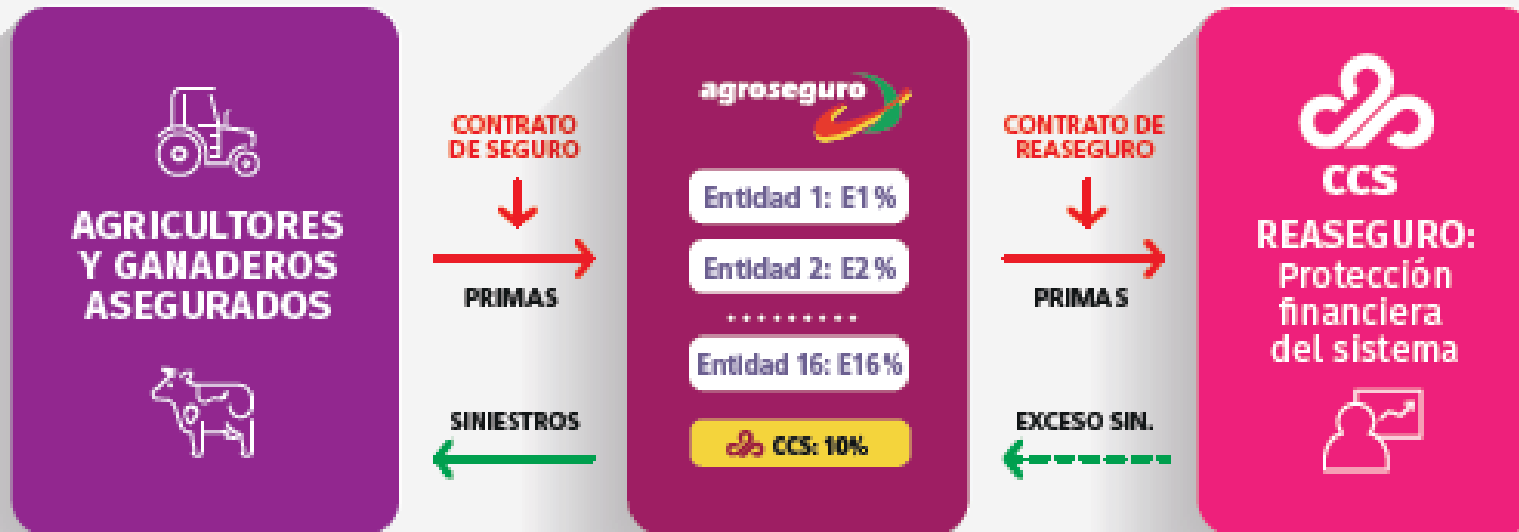 AGRICULTORES
Y GANADEROS
ASEGURADOS
CONTRATO
DE SEGURO
PRIMAS
SINIESTROS
agroseguro
Entidad 1: E1%
Entidad 2: E2%
.........
Entidad 16: E16%
CCS: 10%
CONTRATO DE
REASEGURO
PRIMAS
EXCESO SIN.
CCS
REASEGURO:
Protección
financiera
del sistema